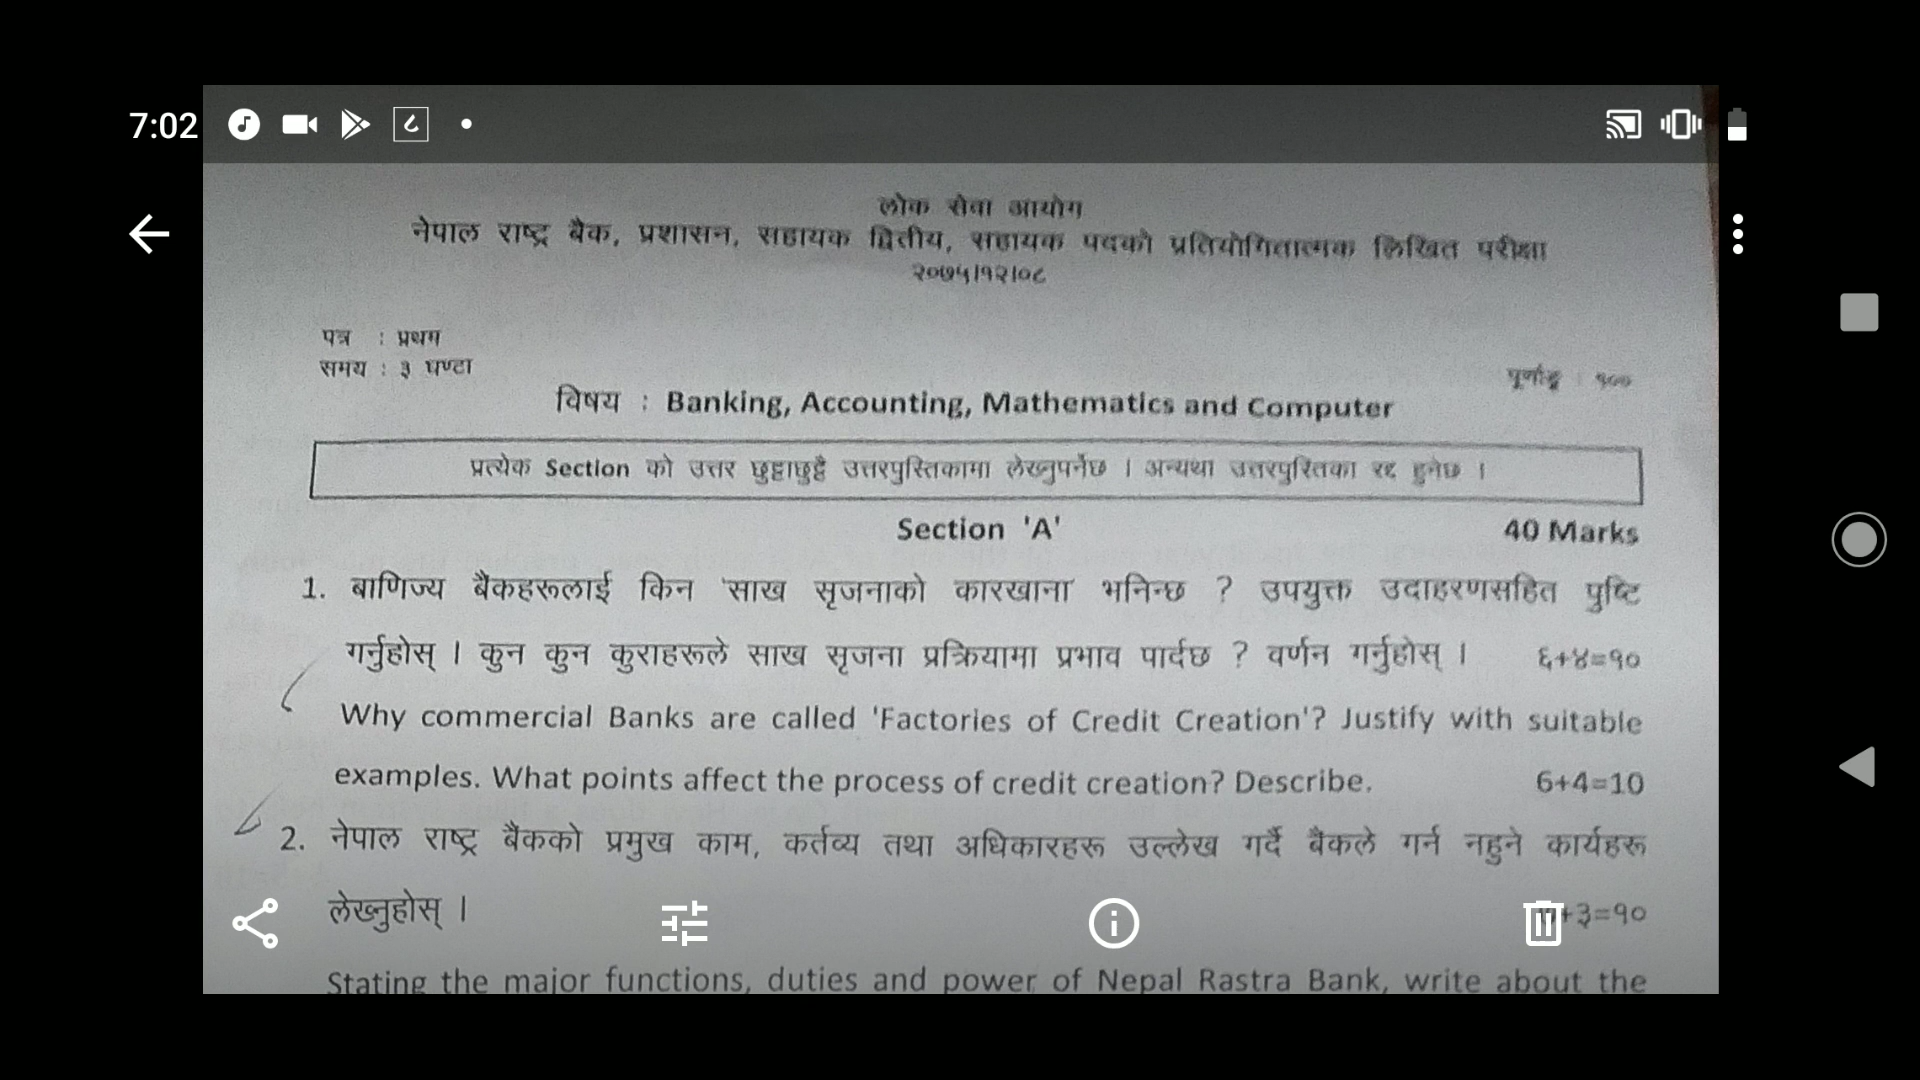 7:02
लोक सेवा आयोग
नेपाल राष्ट्र बैंक, प्रशासन, सहायक द्वितीय, सहायक पदको प्रतियोगितात्मक लिखित परीक्षा
२०७५।१२।०८
पत्र : प्रथम
समय : ३ घण्टा
पूर्णाङ्क : १००
विषय : Banking, Accounting, Mathematics and Computer
प्रत्येक Section को उत्तर छुट्टाछुट्टै उत्तरपुस्तिकामा लेख्नुपर्नेछ । अन्यथा उत्तरपुस्तिका रद्द हुनेछ ।
Section 'A' 40 Marks
1. बाणिज्य बैंकहरूलाई किन 'साख सृजनाको कारखाना' भनिन्छ ? उपयुक्त उदाहरणसहित पुष्टि
गर्नुहोस् । कुन कुन कुराहरूले साख सृजना प्रक्रियामा प्रभाव पार्दछ ? वर्णन गर्नुहोस् । ६+४=१०
Why commercial Banks are called 'Factories of Credit Creation'? Justify with suitable
examples. What points affect the process of credit creation? Describe. 6+4=10
2. नेपाल राष्ट्र बैंकको प्रमुख काम, कर्तव्य तथा अधिकारहरू उल्लेख गर्दै बैंकले गर्न नहुने कार्यहरू
लेख्नुहोस् । +३=१०
Stating the major functions, duties and power of Nepal Rastra Bank, write about the